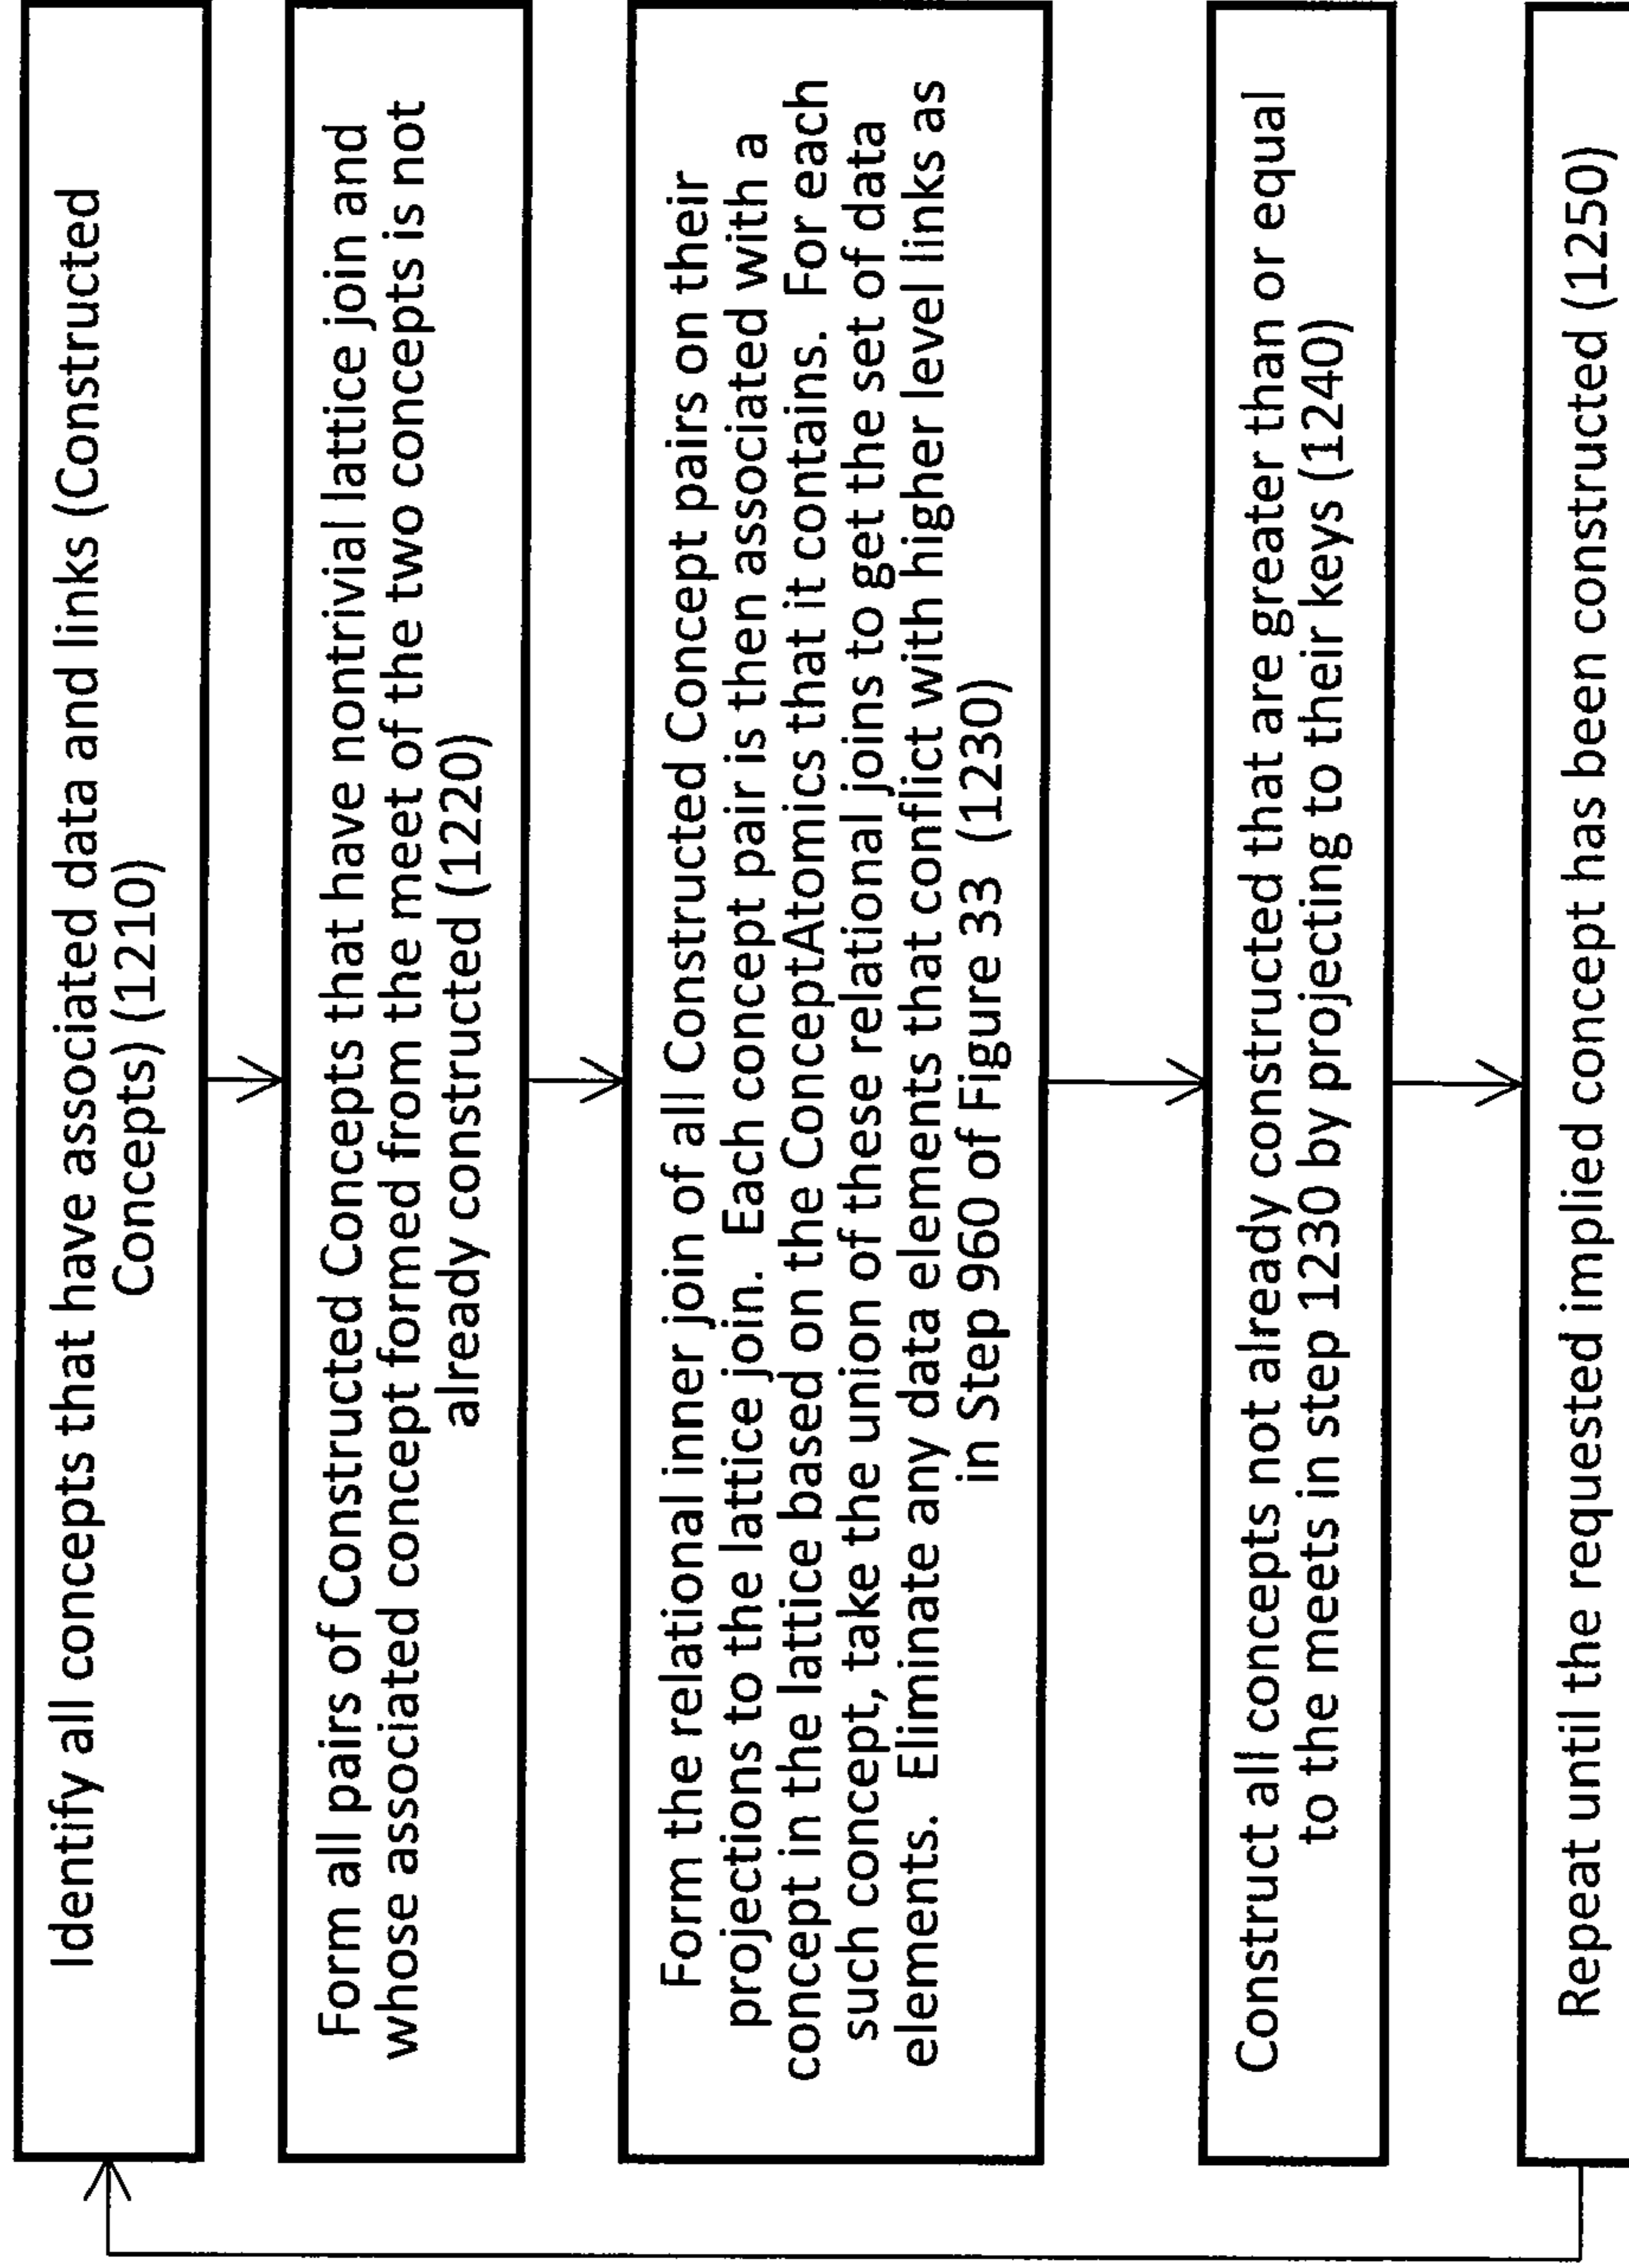 Identify all concepts that have associated data and links (Constructed
Concepts) (1210)
Form all pairs of Constructed Concepts that have nontrivial lattice join and
whose associated concept formed from the meet of the two concepts is not
already constructed (1220)
Form the relational inner join of all Constructed Concept pairs on their
projections to the lattice join.  Each concept pair is then associated with a
concept in the lattice based on the ConceptAtomics that it contains.  For each
such concept, take the union of these relational joins to get the set of data
elements.  Eliminate any data elements that conflict with higher level links as
in Step 960 of Figure 33  (1230)
Construct all concepts not already constructed that are greater than or equal
to the meets in step 1230 by projecting to their keys (1240)
Repeat until the requested implied concept has been constructed (1250)